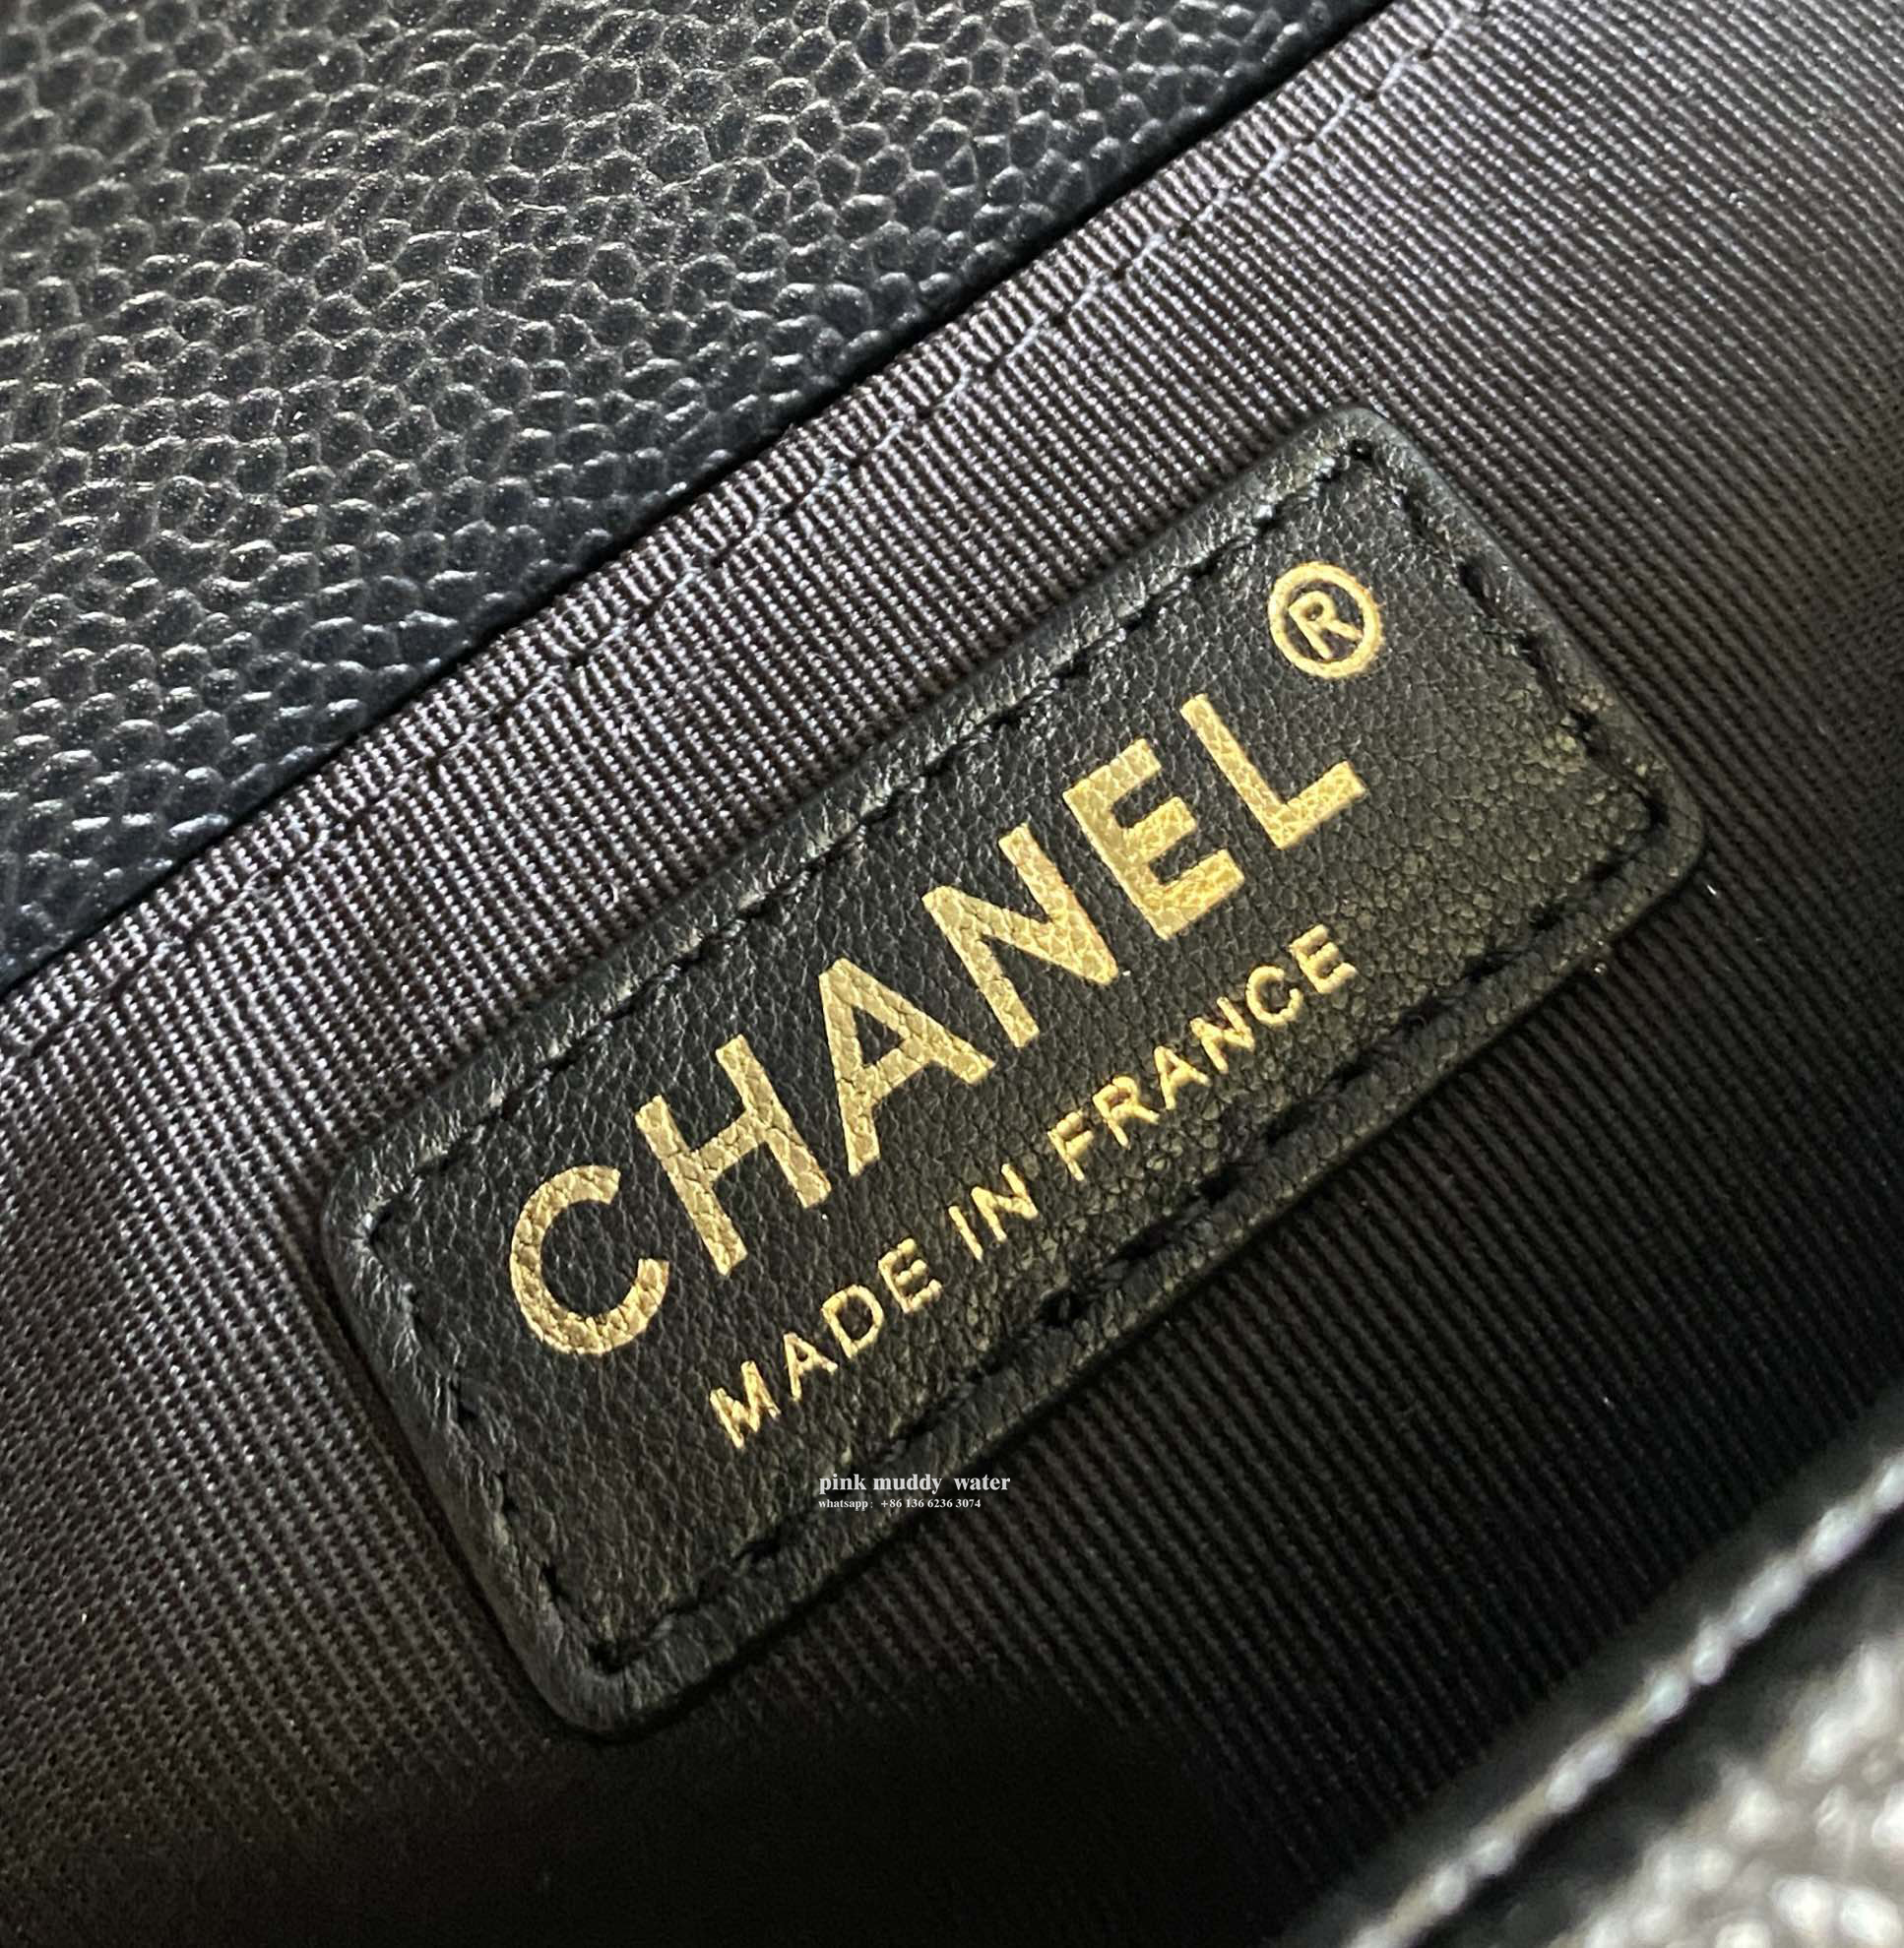 CHANEL®
MADE IN FRANCE
pink muddy water
whatsapp: +86 136 6236 3074